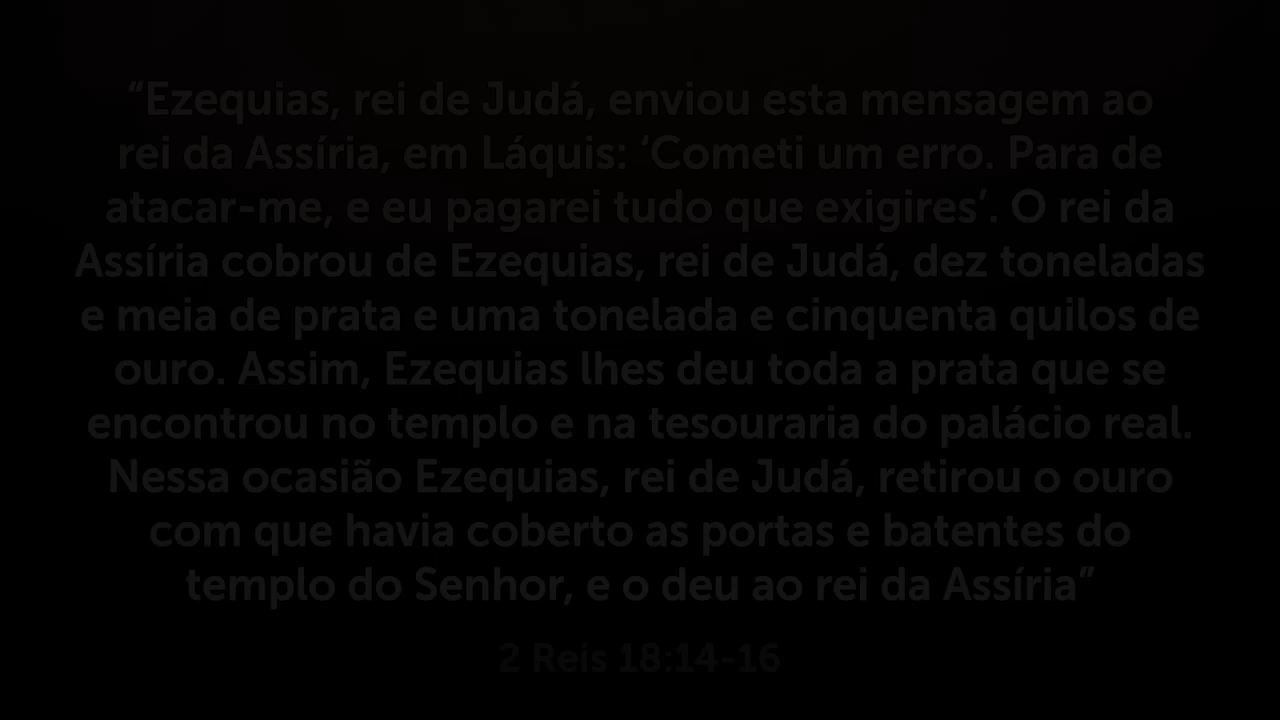 “Ezequias, rei de Judá, enviou esta mensagem ao
rei da Assíria, em Láquis: ‘Cometi um erro. Para de
atacar-me, e eu pagarei tudo que exigires’. O rei da
Assíria cobrou de Ezequias, rei de Judá, dez toneladas
e meia de prata e uma tonelada e cinquenta quilos de
ouro. Assim, Ezequias lhes deu toda a prata que se
encontrou no templo e na tesouraria do palácio real.
Nessa ocasião Ezequias, rei de Judá, retirou o ouro
com que havia coberto as portas e batentes do
templo do Senhor, e o deu ao rei da Assíria”
2 Reis 18:14-16